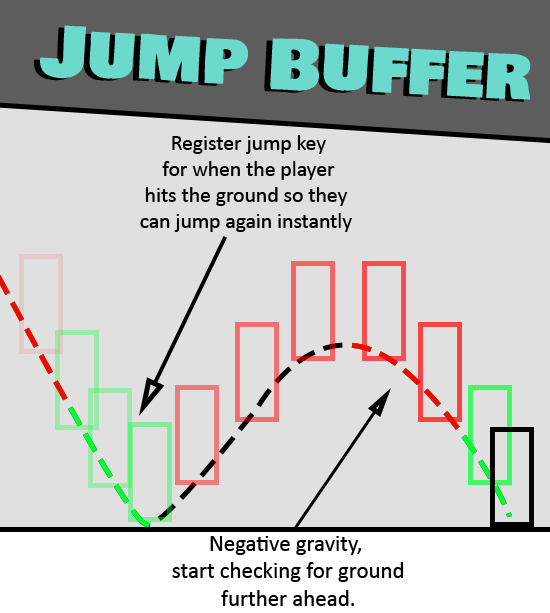 JUMP BUFFER
Register jump key
for when the player
hits the ground so they
can jump again instantly
Negative gravity,
start checking for ground
further ahead.